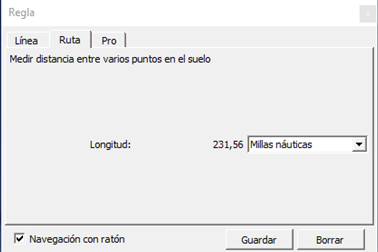 Regla
Línea Ruta Pro
Medir distancia entre varios puntos en el suelo
Longitud: 231,56 Millas náuticas
Navegación con ratón Guardar Borrar